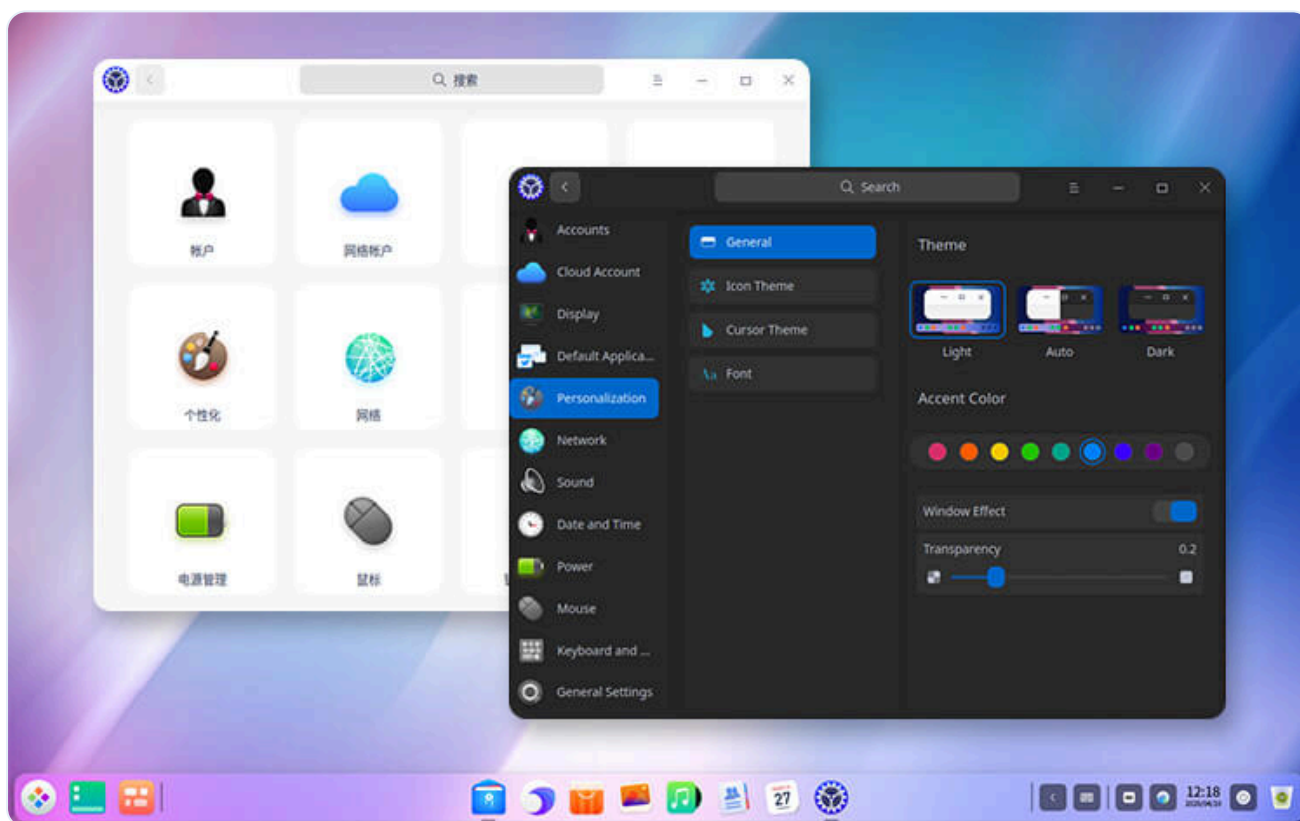 搜索
帐户
网络帐户
个性化
网络
电源管理
鼠标
Search
Accounts
Cloud Account
Display
Default Applica...
Personalization
Network
Sound
Date and Time
Power
Mouse
Keyboard and ...
General Settings
General
Icon Theme
Cursor Theme
Font
Theme
Light
Auto
Dark
Accent Color
Window Effect
Transparency
0.2
27
12:18